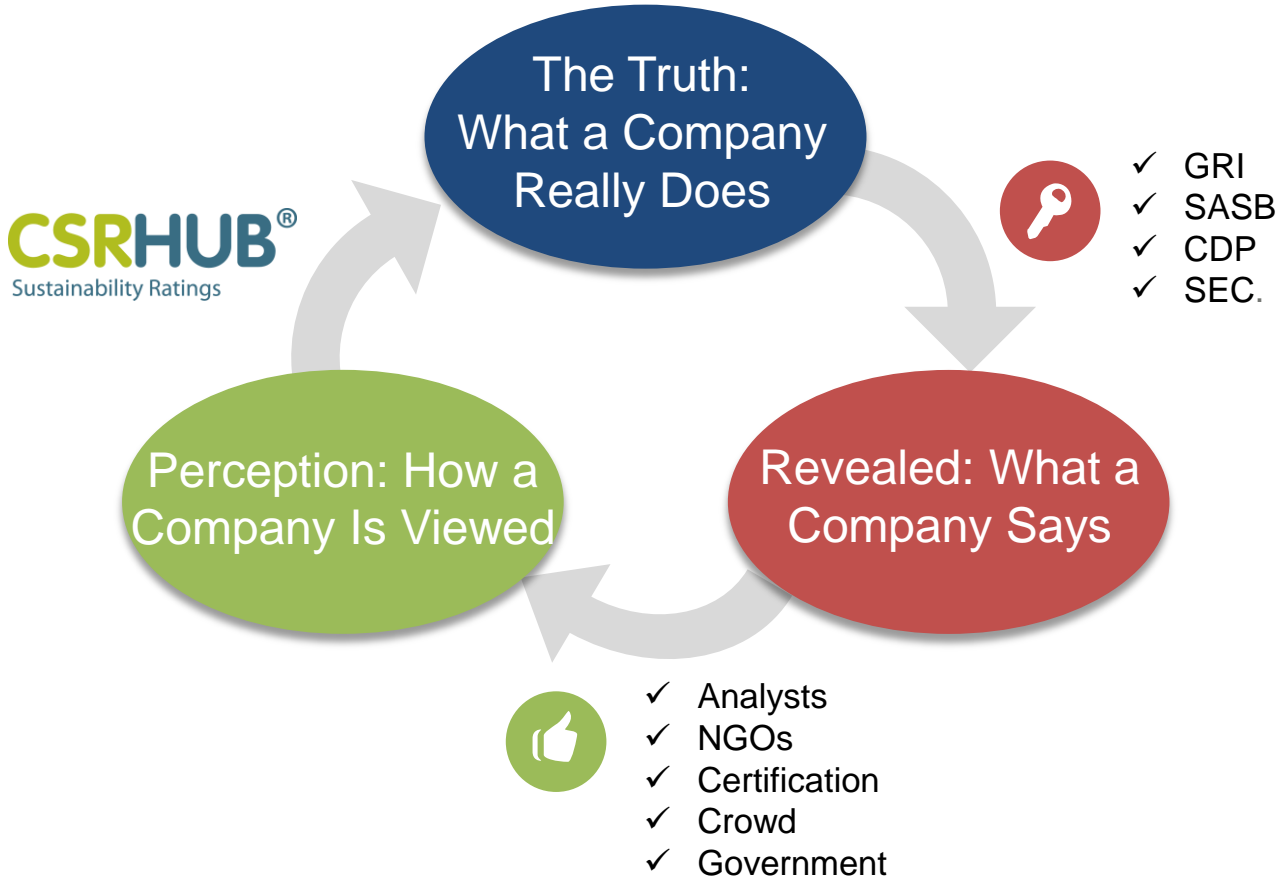 The Truth:
What a Company
Really Does
CSRHUB®
Sustainability Ratings
✓ GRI
✓ SASB
✓ CDP
✓ SEC.
Perception: How a
Company Is Viewed
Revealed: What a
Company Says
✓ Analysts
✓ NGOs
✓ Certification
✓ Crowd
✓ Government